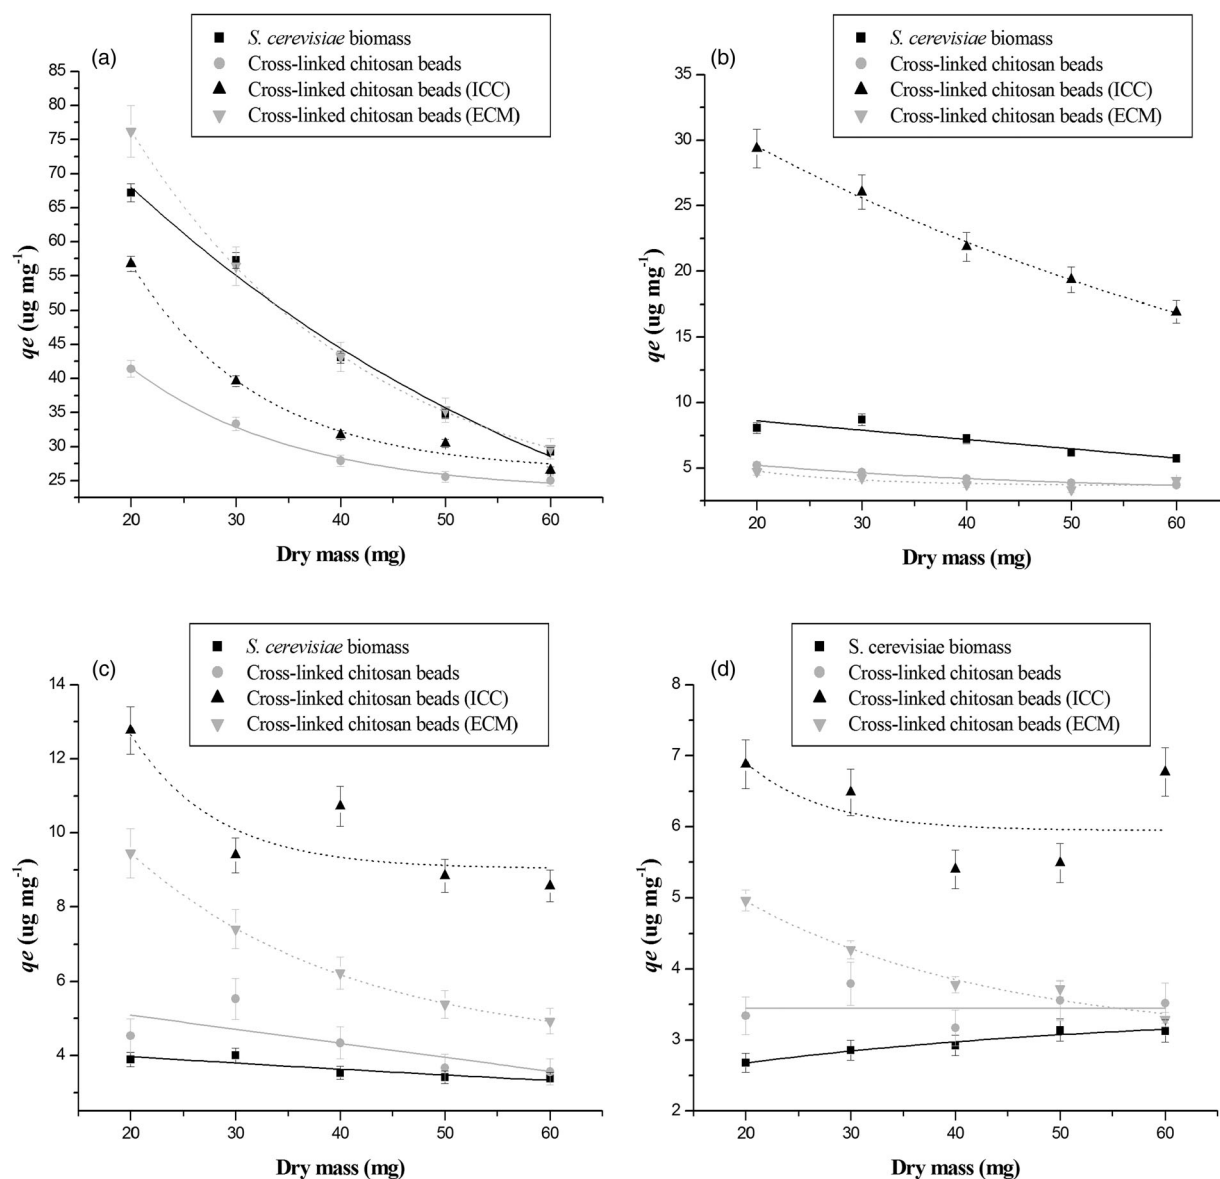 (a)
S. cerevisiae biomass
Cross-linked chitosan beads
Cross-linked chitosan beads (ICC)
Cross-linked chitosan beads (ECM)
85
80
75
70
65
60
55
50
45
40
35
30
25
qe (ug mg⁻¹)
20 30 40 50 60
Dry mass (mg)
(b)
S. cerevisiae biomass
Cross-linked chitosan beads
Cross-linked chitosan beads (ICC)
Cross-linked chitosan beads (ECM)
35
30
25
20
15
10
5
qe (ug mg⁻¹)
20 30 40 50 60
Dry mass (mg)
(c)
S. cerevisiae biomass
Cross-linked chitosan beads
Cross-linked chitosan beads (ICC)
Cross-linked chitosan beads (ECM)
14
12
10
8
6
4
qe (ug mg⁻¹)
20 30 40 50 60
Dry mass (mg)
(d)
S. cerevisiae biomass
Cross-linked chitosan beads
Cross-linked chitosan beads (ICC)
Cross-linked chitosan beads (ECM)
8
7
6
5
4
3
2
qe (ug mg⁻¹)
20 30 40 50 60
Dry mass (mg)